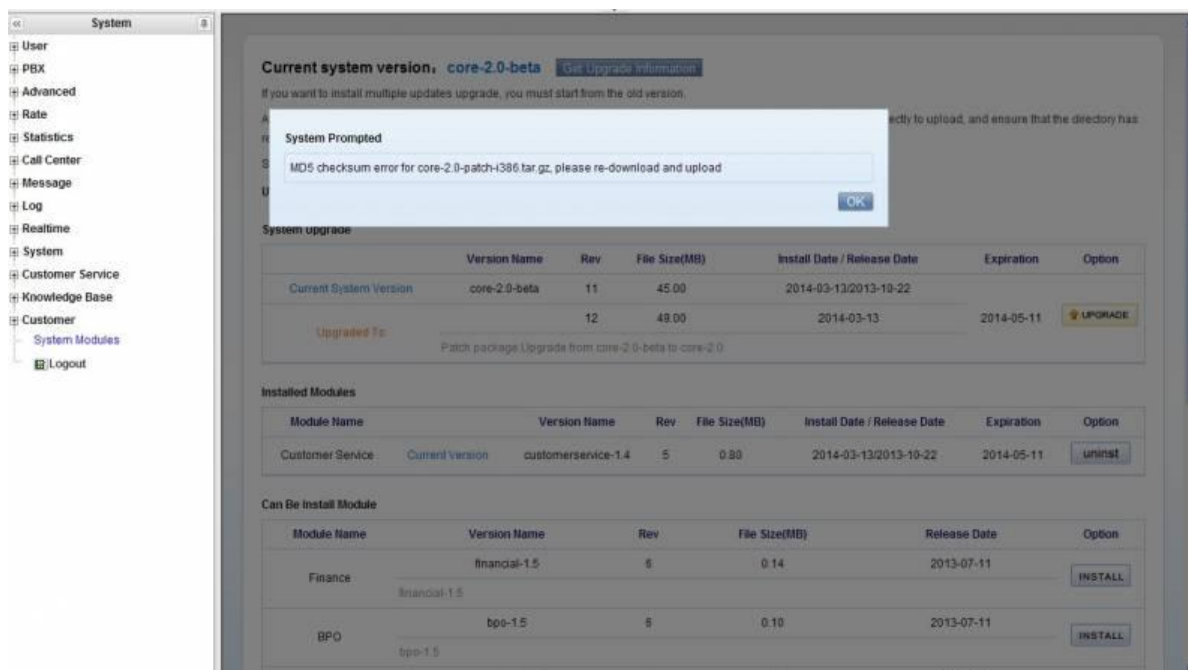 System
User
PBX
Advanced
Rate
Statistics
Call Center
Message
Log
Realtime
System
Customer Service
Knowledge Base
Customer
System Modules
Logout
Current system version: core-2.0-beta Get Upgrade Information
If you want to install multiple updates upgrade, you must start from the old version.
A ectly to upload, and ensure that the directory has
System Prompted
MD5 checksum error for core-2.0-patch-i386.tar.gz, please re-download and upload
OK
System Upgrade
Version Name Rev File Size(MB) Install Date / Release Date Expiration Option
Current System Version core-2.0-beta 11 45.00 2014-03-13/2013-10-22
Upgraded To: 12 49.00 2014-03-13 2014-05-11 UPGRADE
Patch package,Upgrade from core-2.0-beta to core-2.0
Installed Modules
Module Name Version Name Rev File Size(MB) Install Date / Release Date Expiration Option
Customer Service Current Version customerservice-1.4 5 0.80 2014-03-13/2013-10-22 2014-05-11 uninst
Can Be Install Module
Module Name Version Name Rev File Size(MB) Release Date Option
Finance financial-1.5 6 0.14 2013-07-11 INSTALL
financial-1.5
BPO bpo-1.5 6 0.10 2013-07-11 INSTALL
bpo-1.5